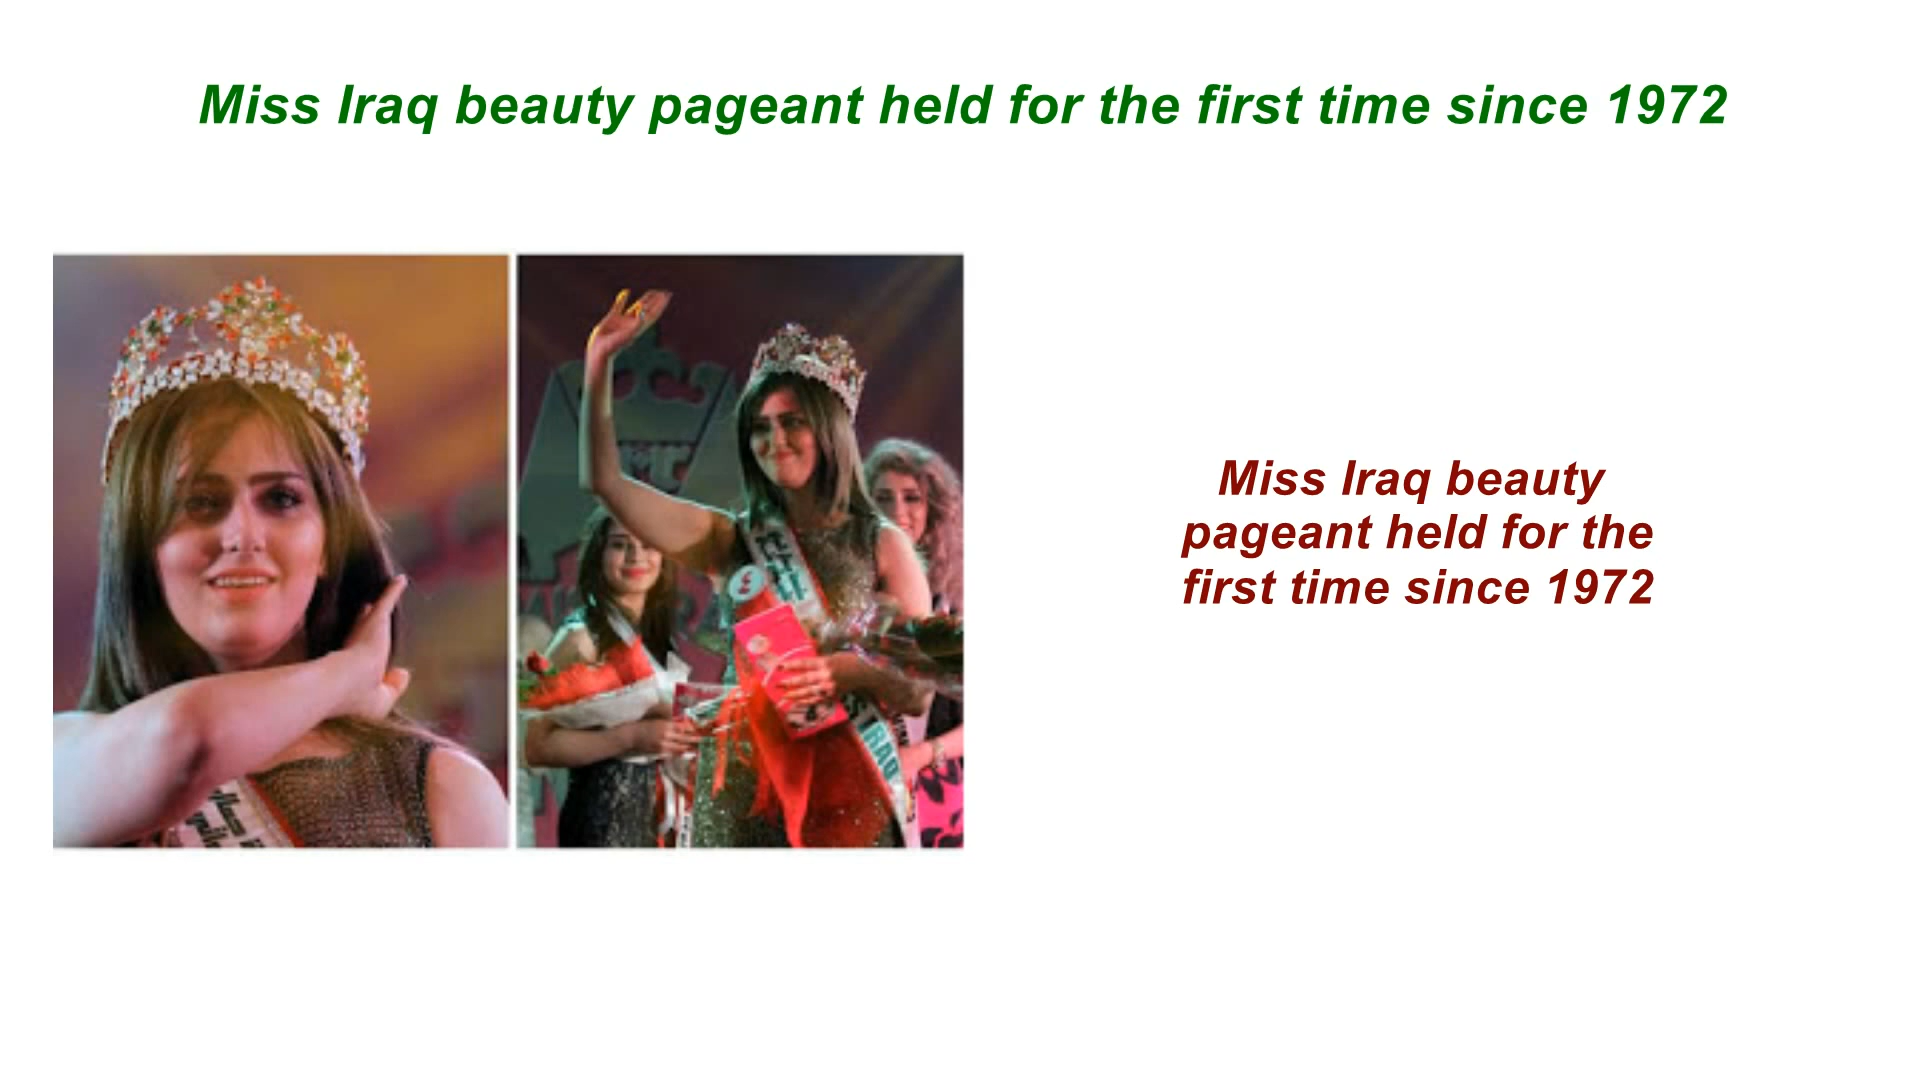 Miss Iraq beauty pageant held for the first time since 1972
Miss Iraq beauty
pageant held for the
first time since 1972
IRAQ